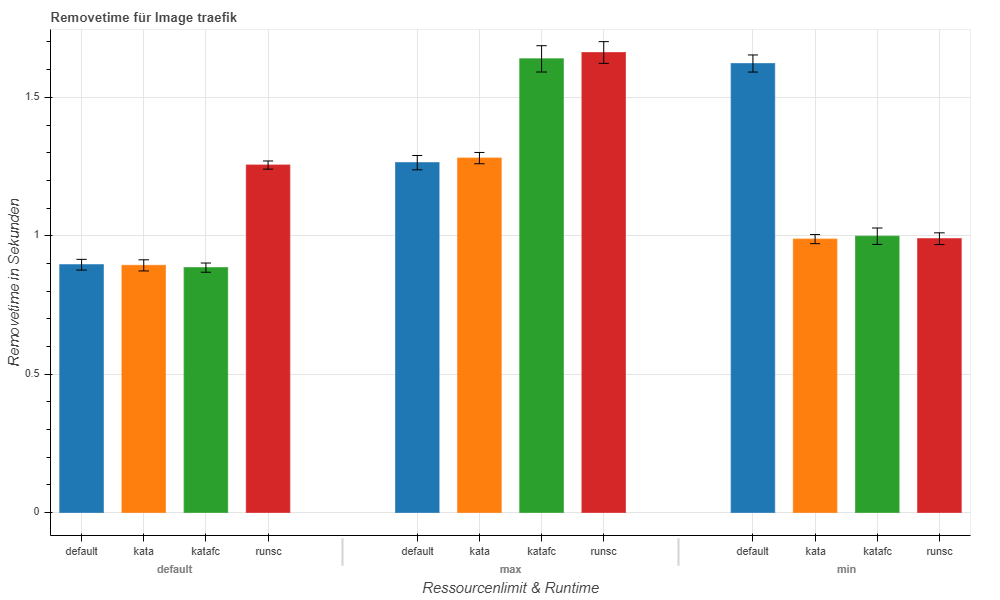 Removetime für Image traefik
Removetime in Sekunden
1.5
1
0.5
0
default kata katafc runsc default kata katafc runsc default kata katafc runsc
default max min
Ressourcenlimit & Runtime